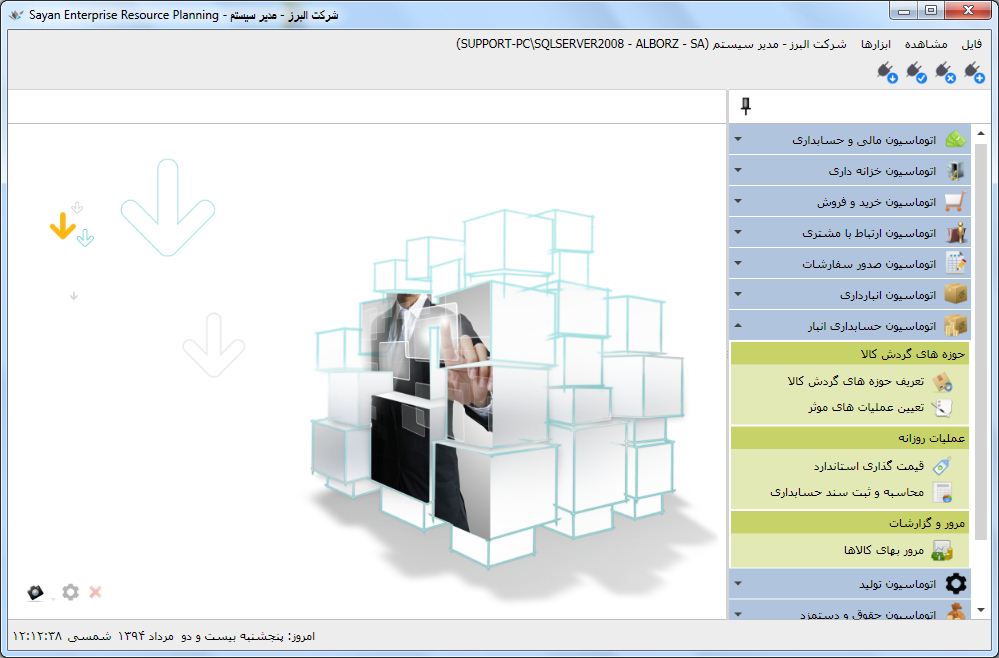 Sayan Enterprise Resource Planning - شرکت البرز - مدیر سیستم
فایل مشاهده ابزارها شرکت البرز - مدیر سیستم (SUPPORT-PC\SQLSERVER2008 - ALBORZ - SA)
اتوماسیون مالی و حسابداری
اتوماسیون خزانه داری
اتوماسیون خرید و فروش
اتوماسیون ارتباط با مشتری
اتوماسیون صدور سفارشات
اتوماسیون انبارداری
اتوماسیون حسابداری انبار
حوزه های گردش کالا
تعریف حوزه های گردش کالا
تعیین عملیات های موثر
عملیات روزانه
قیمت گذاری استاندارد
محاسبه و ثبت سند حسابداری
مرور و گزارشات
مرور بهای کالاها
اتوماسیون تولید
اتوماسیون حقوق و دستمزد
امروز: پنجشنبه بیست و دو مرداد ۱۳۹۴ شمسی ۱۲:۱۲:۳۸